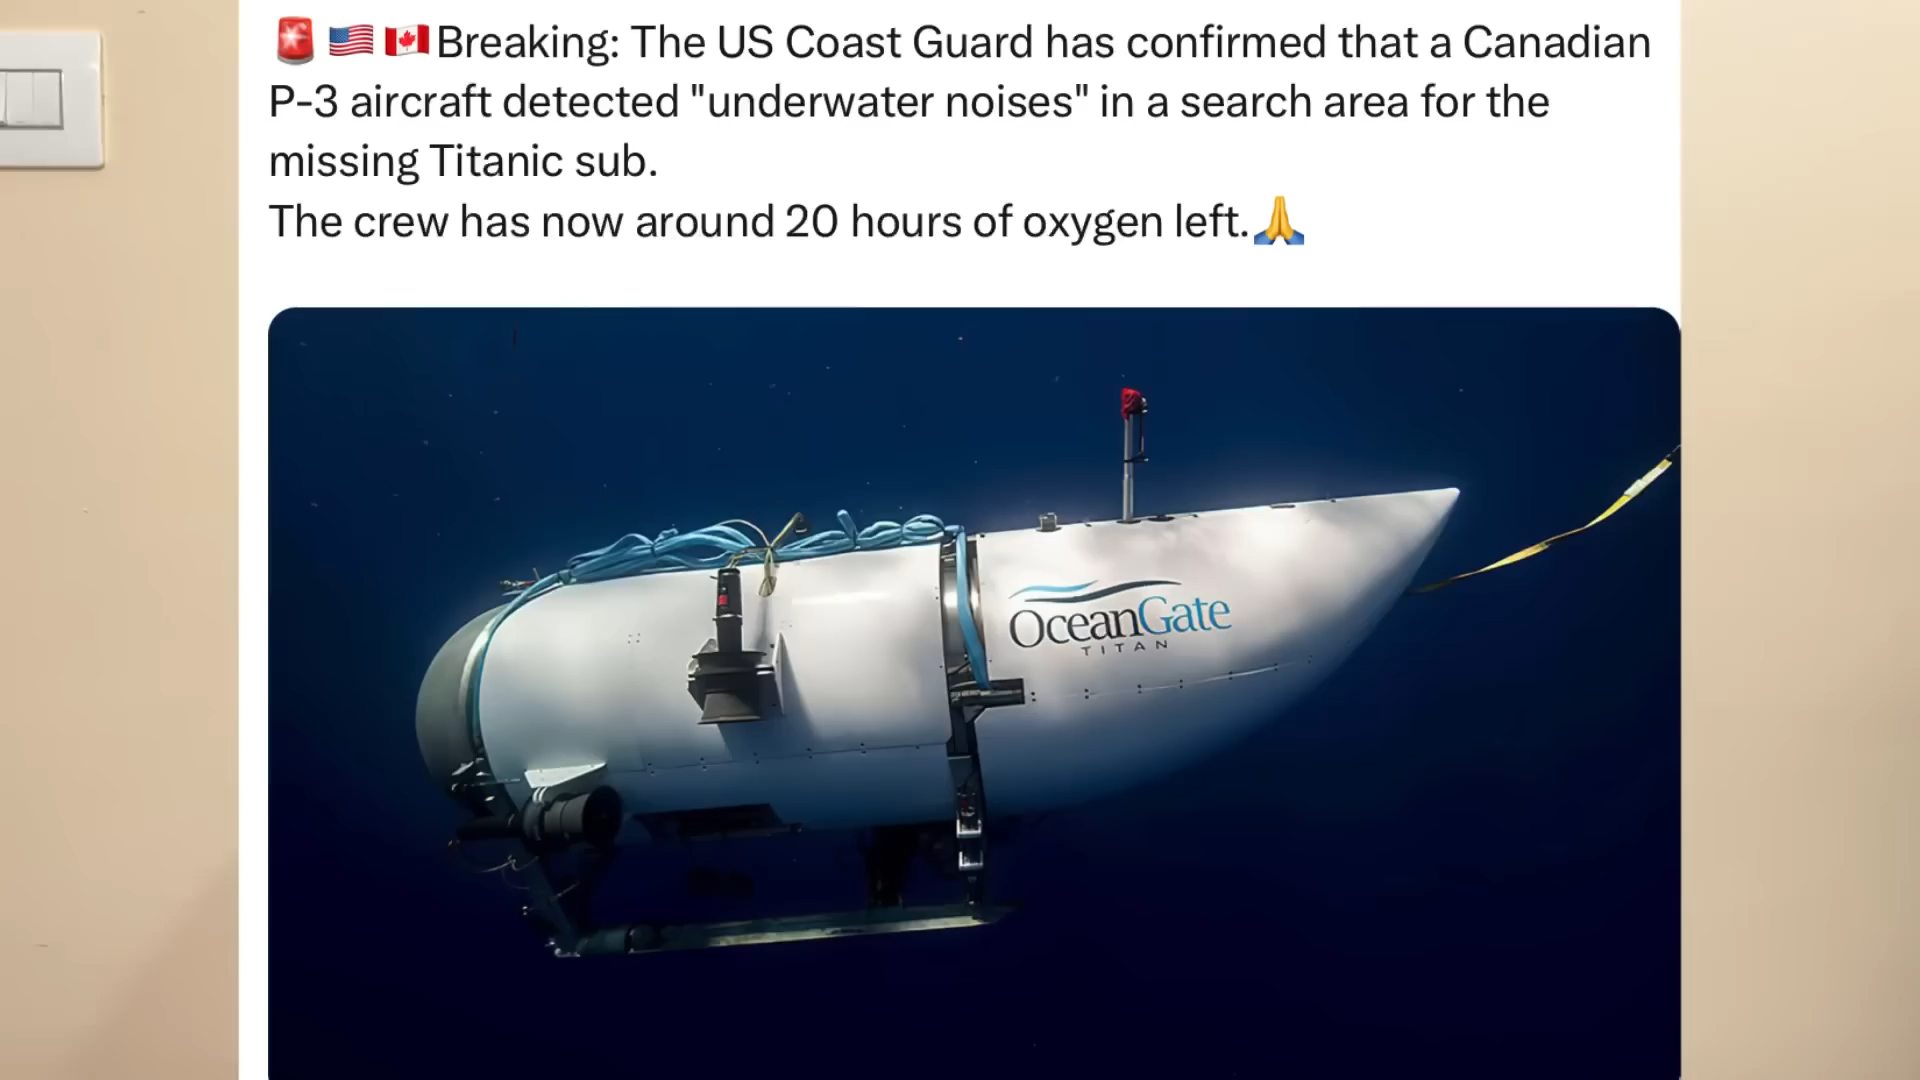 🚨🇺🇸🇨🇦Breaking: The US Coast Guard has confirmed that a Canadian
P-3 aircraft detected "underwater noises" in a search area for the
missing Titanic sub.
The crew has now around 20 hours of oxygen left.🙏
OceanGate
TITAN